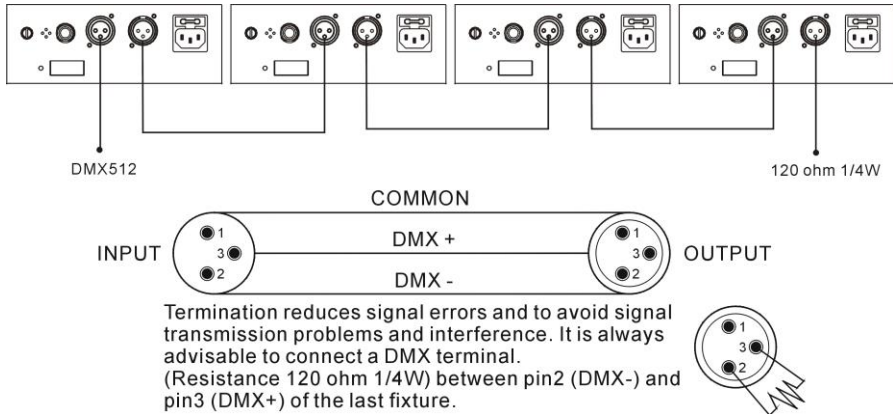 DMX512
120 ohm 1/4W
COMMON
INPUT
1
3
2
DMX +
DMX -
1
3
2
OUTPUT
Termination reduces signal errors and to avoid signal
transmission problems and interference. It is always
advisable to connect a DMX terminal.
(Resistance 120 ohm 1/4W) between pin2 (DMX-) and
pin3 (DMX+) of the last fixture.
1
3
2